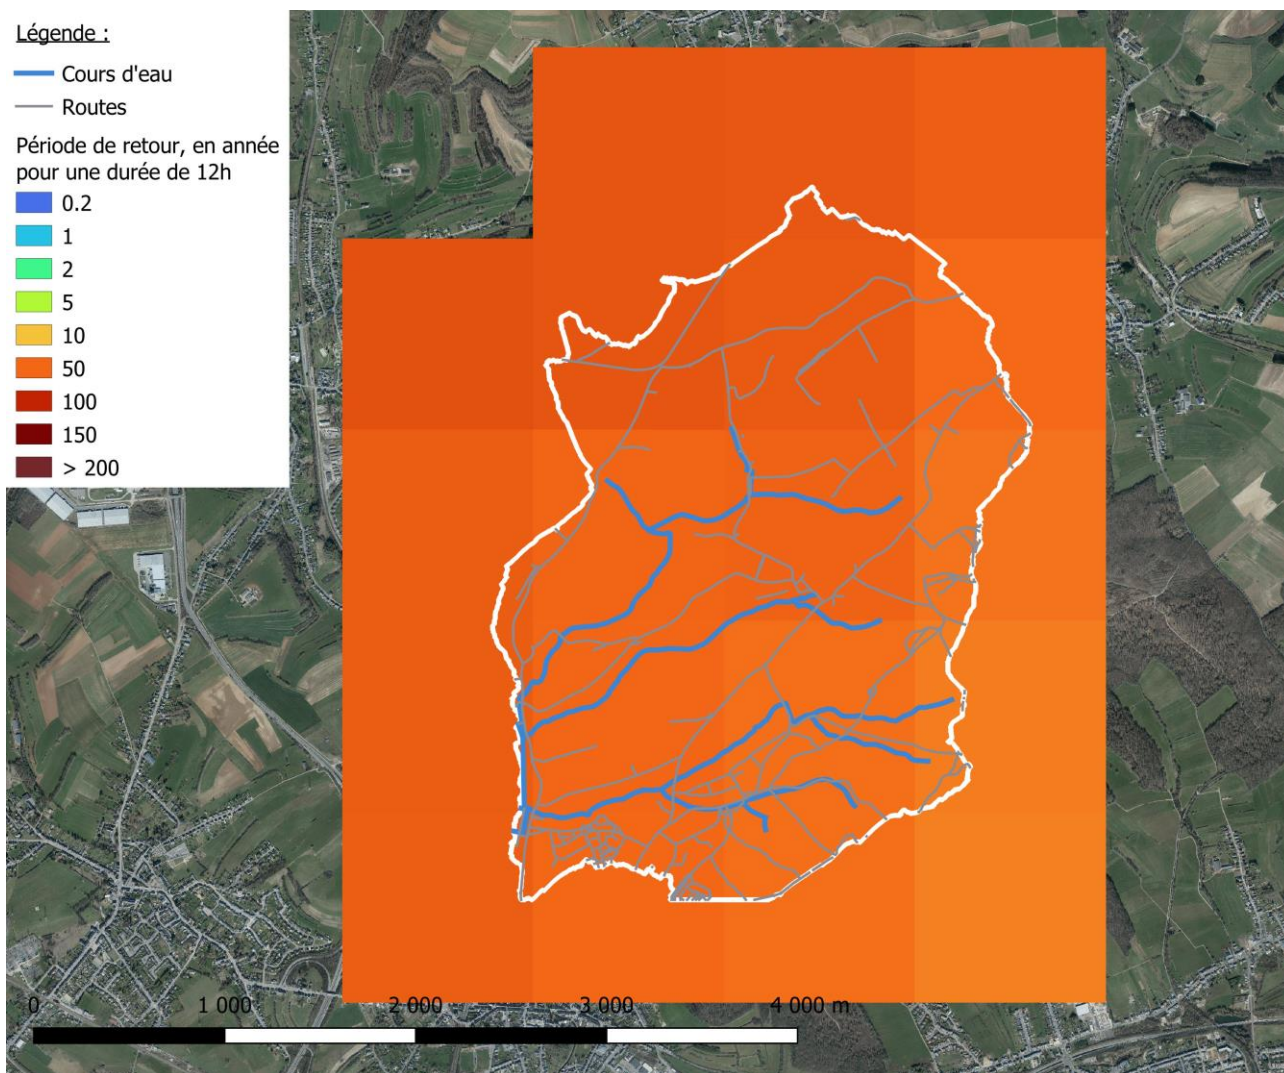 Légende :
Cours d'eau
Routes
Période de retour, en année
pour une durée de 12h
0.2
1
2
5
10
50
100
150
> 200
0 1 000 2 000 3 000 4 000 m